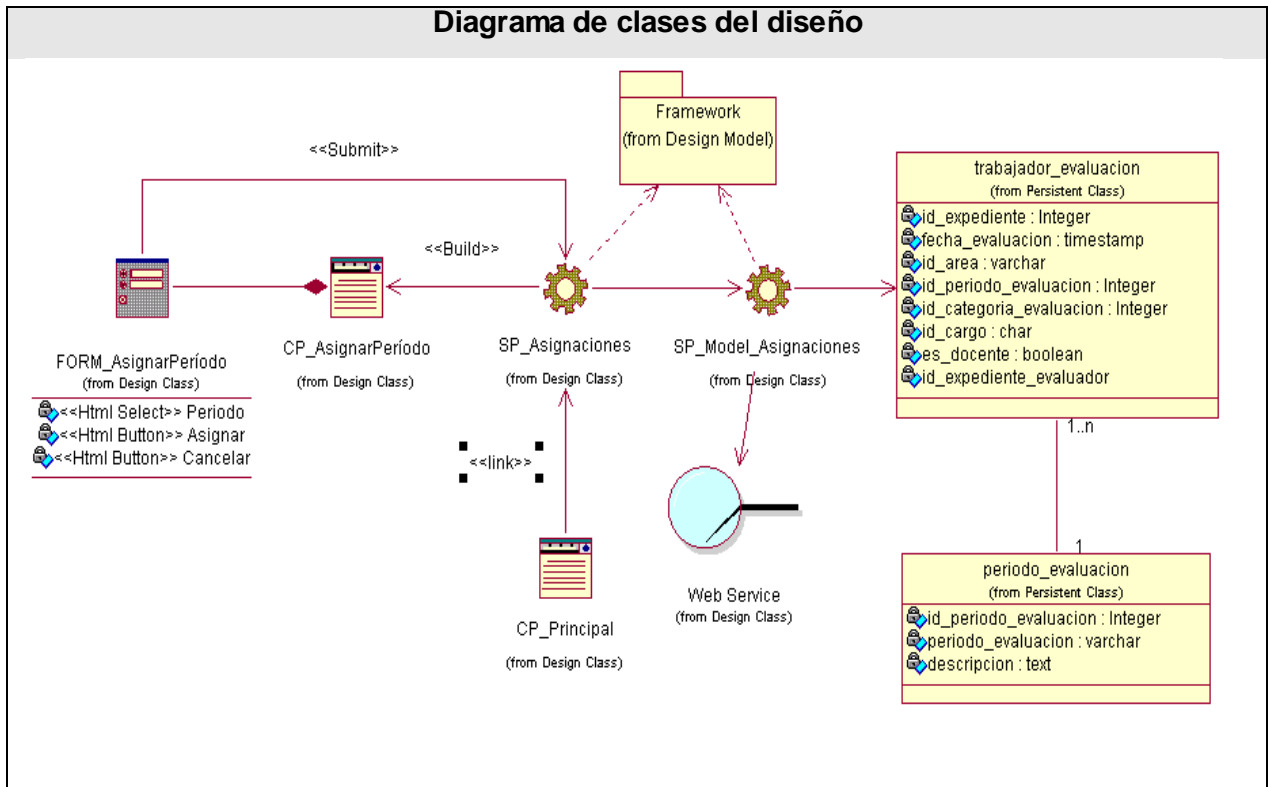 Diagrama de clases del diseño
Framework
(from Design Model)
<<Submit>>
<<Build>>
FORM_AsignarPeríodo
(from Design Class)
<<Html Select>> Periodo
<<Html Button>> Asignar
<<Html Button>> Cancelar
CP_AsignarPeríodo
(from Design Class)
SP_Asignaciones
(from Design Class)
SP_Model_Asignaciones
(from Design Class)
trabajador_evaluacion
(from Persistent Class)
id_expediente : Integer
fecha_evaluacion : timestamp
id_area : varchar
id_periodo_evaluacion : Integer
id_categoria_evaluacion : Integer
id_cargo : char
es_docente : boolean
id_expediente_evaluador
1..n
<<link>>
CP_Principal
(from Design Class)
Web Service
(from Design Class)
1
periodo_evaluacion
(from Persistent Class)
id_periodo_evaluacion : Integer
periodo_evaluacion : varchar
descripcion : text